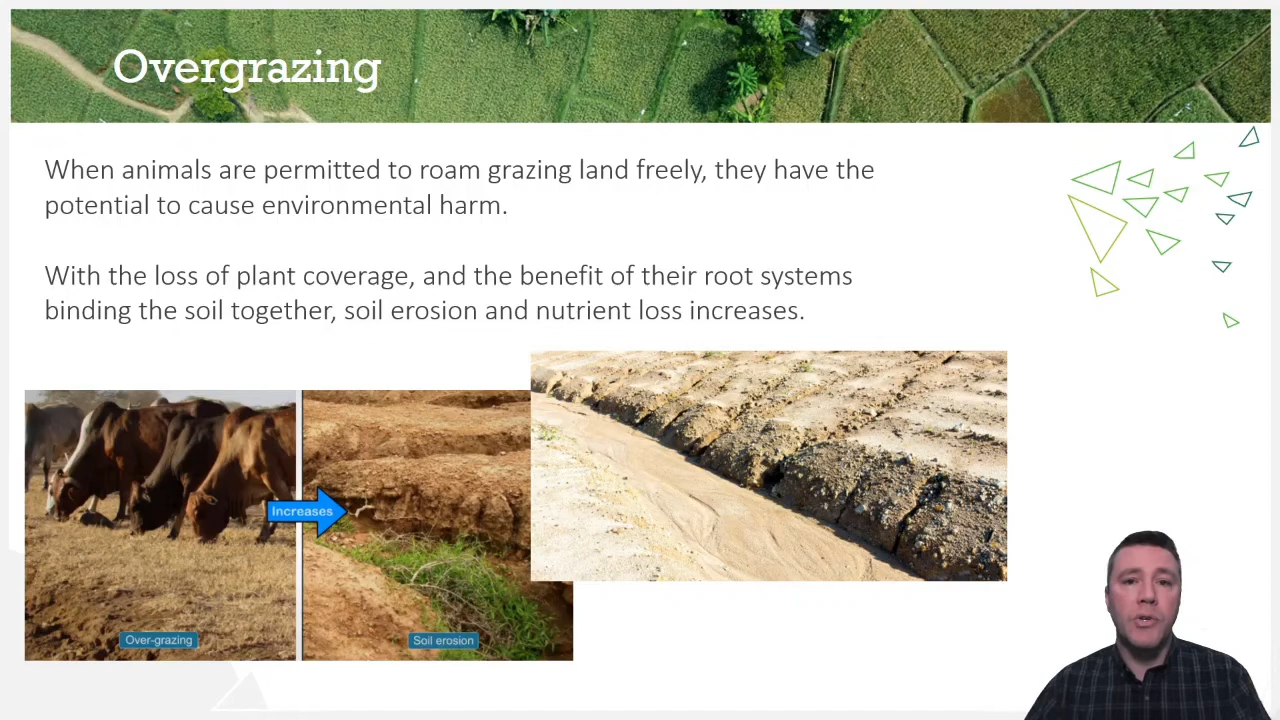 Overgrazing
When animals are permitted to roam grazing land freely, they have the
potential to cause environmental harm.
With the loss of plant coverage, and the benefit of their root systems
binding the soil together, soil erosion and nutrient loss increases.
Increases
Over-grazing
Soil erosion